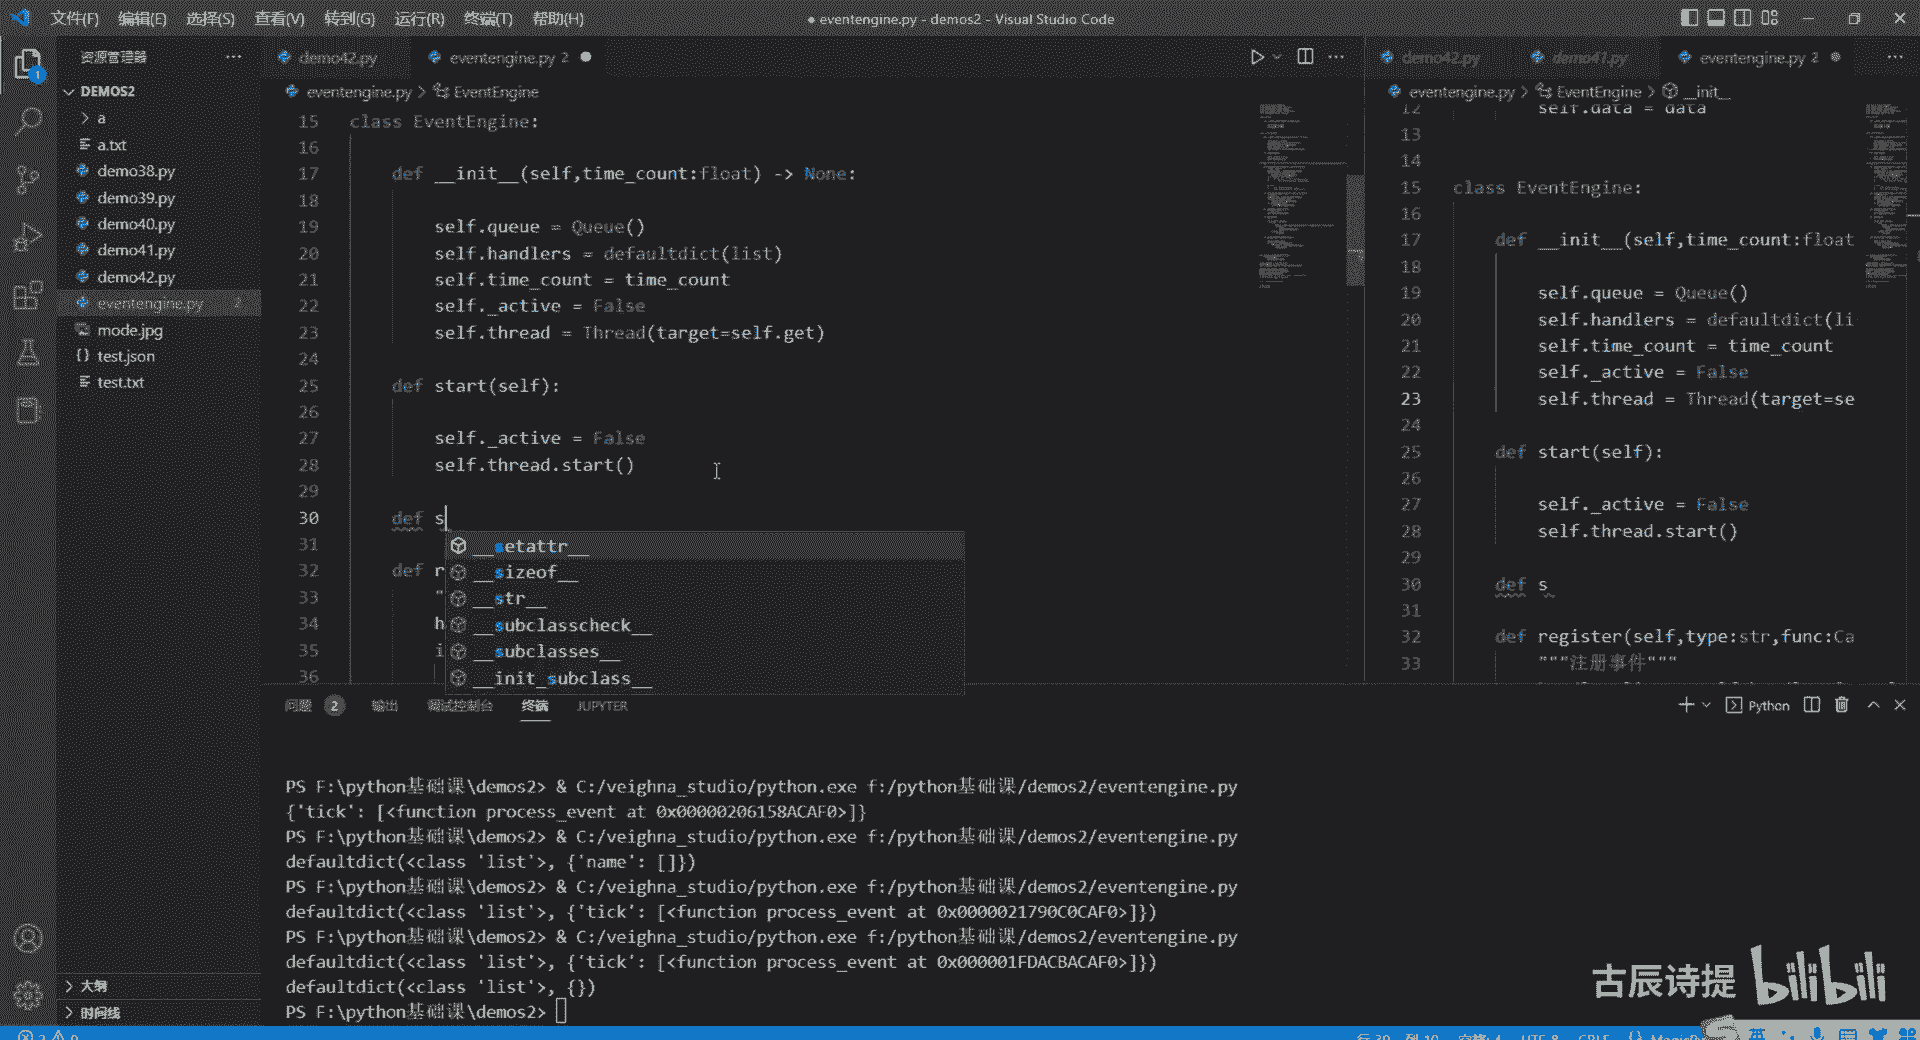 文件(F) 编辑(E) 选择(S) 查看(V) 转到(G) 运行(R) 终端(T) 帮助(H)
● eventengine.py - demos2 - Visual Studio Code
资源管理器
DEMOS2
a
a.txt
demo38.py
demo39.py
demo40.py
demo41.py
demo42.py
eventengine.py 2
mode.jpg
test.json
test.txt
大纲
时间线
1
demo42.py
eventengine.py 2
eventengine.py > EventEngine
15 class EventEngine:
16
17 def __init__(self,time_count:float) -> None:
18
19 self.queue = Queue()
20 self.handlers = defaultdict(list)
21 self.time_count = time_count
22 self._active = False
23 self.thread = Thread(target=self.get)
24
25 def start(self):
26
27 self._active = False
28 self.thread.start()
29
30 def s
31
32 def r
33 "
34 h
35 i
36
__setattr__
__sizeof__
__str__
__subclasscheck__
__subclasses__
__init_subclass__
demo42.py demo41.py eventengine.py 2
eventengine.py > EventEngine > __init__
12 self.data = data
13
14
15 class EventEngine:
16
17 def __init__(self,time_count:float
18
19 self.queue = Queue()
20 self.handlers = defaultdict(li
21 self.time_count = time_count
22 self._active = False
23 self.thread = Thread(target=se
24
25 def start(self):
26
27 self._active = False
28 self.thread.start()
29
30 def s
31
32 def register(self,type:str,func:Ca
33 """注册事件"""
问题 2 输出 调试控制台 终端 JUPYTER
Python
PS F:\python基础课\demos2> & C:/veighna_studio/python.exe f:/python基础课/demos2/eventengine.py
{'tick': [<function process_event at 0x00000206158ACAF0>]}
PS F:\python基础课\demos2> & C:/veighna_studio/python.exe f:/python基础课/demos2/eventengine.py
defaultdict(<class 'list'>, {'name': []})
PS F:\python基础课\demos2> & C:/veighna_studio/python.exe f:/python基础课/demos2/eventengine.py
defaultdict(<class 'list'>, {'tick': [<function process_event at 0x0000021790C0CAF0>]})
PS F:\python基础课\demos2> & C:/veighna_studio/python.exe f:/python基础课/demos2/eventengine.py
defaultdict(<class 'list'>, {'tick': [<function process_event at 0x000001FDACBACAF0>]})
defaultdict(<class 'list'>, {})
PS F:\python基础课\demos2>
古辰诗提 bilibili